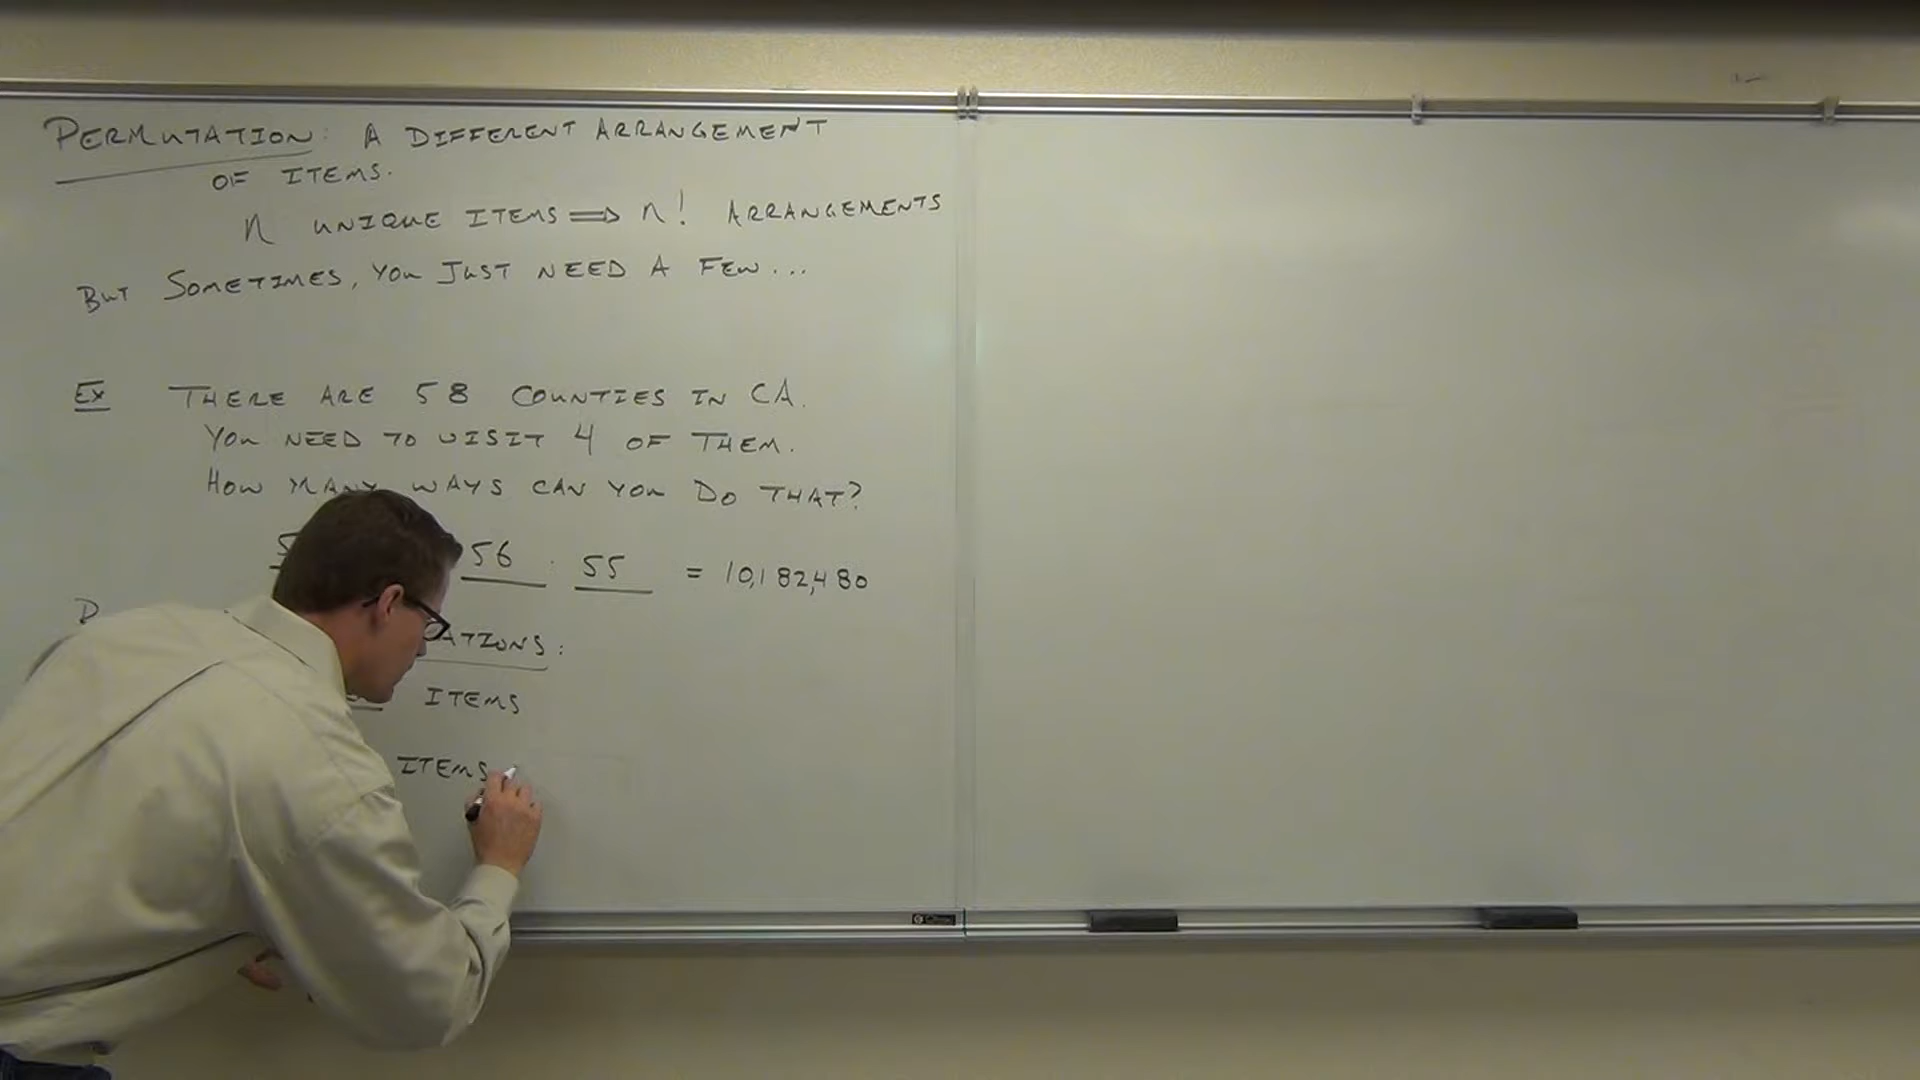 PERMUTATION: A DIFFERENT ARRANGEMENT
OF ITEMS.
n UNIQUE ITEMS ⟹ n! ARRANGEMENTS
BUT SOMETIMES, YOU JUST NEED A FEW...
EX THERE ARE 58 COUNTIES IN CA.
YOU NEED TO VISIT 4 OF THEM.
HOW MANY WAYS CAN YOU DO THAT?
56 · 55 = 10,182,480
ITEMS
ITEMS